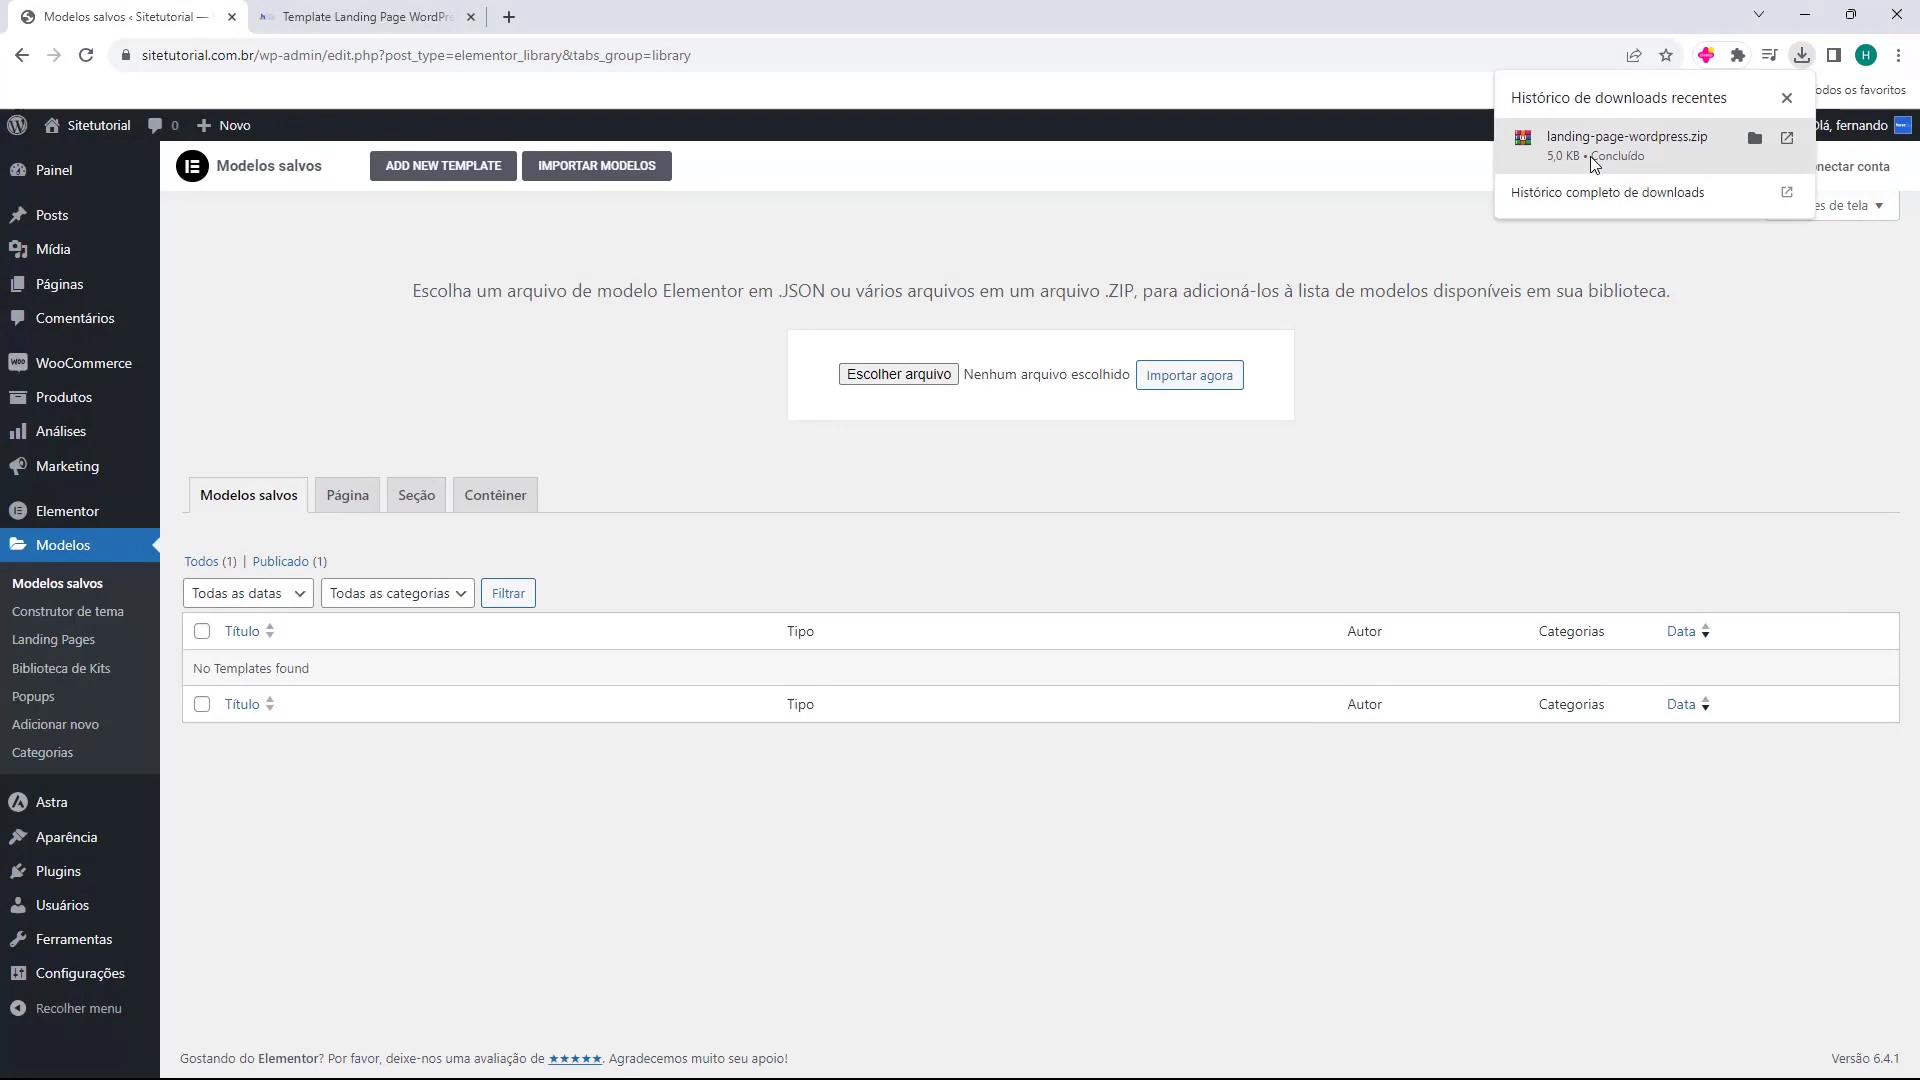 Modelos salvos ‹ Sitetutorial —
Template Landing Page WordPre
sitetutorial.com.br/wp-admin/edit.php?post_type=elementor_library&tabs_group=library
H
Histórico de downloads recentes
odos os favoritos
landing-page-wordpress.zip
5,0 KB • Concluído
Histórico completo de downloads
Sitetutorial
0
Novo
lá, fernando
Modelos salvos
ADD NEW TEMPLATE
IMPORTAR MODELOS
nectar conta
es de tela
Painel
Posts
Mídia
Páginas
Comentários
WooCommerce
Produtos
Análises
Marketing
Elementor
Modelos
Modelos salvos
Construtor de tema
Landing Pages
Biblioteca de Kits
Popups
Adicionar novo
Categorias
Astra
Aparência
Plugins
Usuários
Ferramentas
Configurações
Recolher menu
Escolha um arquivo de modelo Elementor em .JSON ou vários arquivos em um arquivo .ZIP, para adicioná-los à lista de modelos disponíveis em sua biblioteca.
Escolher arquivo Nenhum arquivo escolhido Importar agora
Modelos salvos Página Seção Contêiner
Todos (1) | Publicado (1)
Todas as datas Todas as categorias Filtrar
Título Tipo Autor Categorias Data
No Templates found
Título Tipo Autor Categorias Data
Gostando do Elementor? Por favor, deixe-nos uma avaliação de ★★★★★. Agradecemos muito seu apoio!
Versão 6.4.1